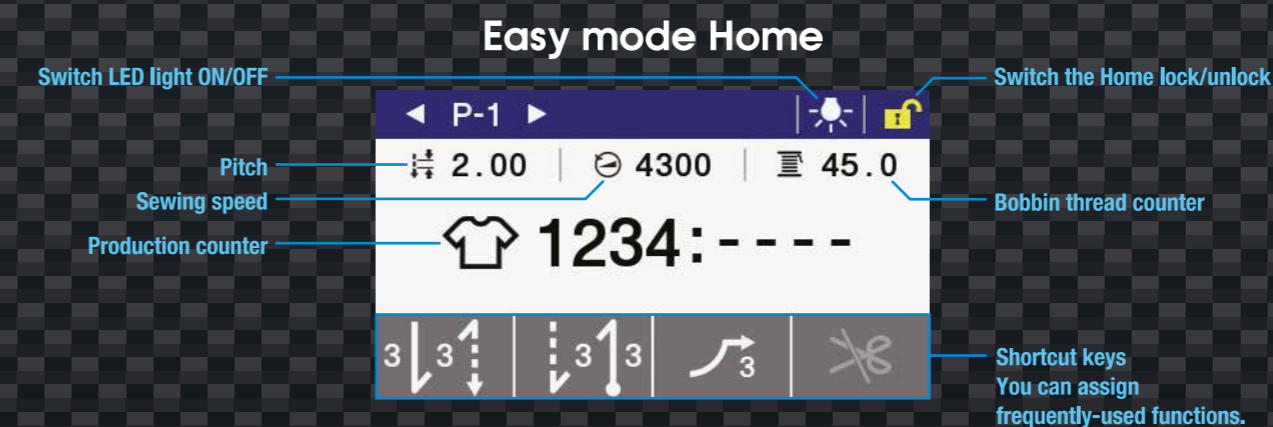 Easy mode Home
Switch LED light ON/OFF
Switch the Home lock/unlock
◄ P-1 ►
Pitch
2.00 4300 45.0
Sewing speed
Bobbin thread counter
Production counter
1234:----
3 3 3 3 3
Shortcut keys
You can assign
frequently-used functions.